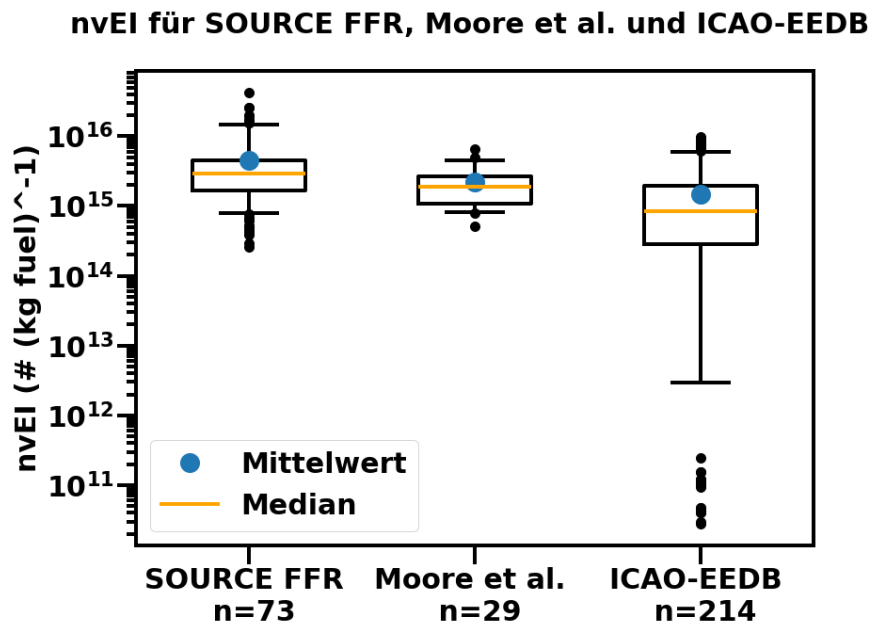 nvEI für SOURCE FFR, Moore et al. und ICAO-EEDB
nvEI (# (kg fuel)^-1)
10^16
10^15
10^14
10^13
10^12
10^11
Mittelwert
Median
SOURCE FFR
n=73
Moore et al.
n=29
ICAO-EEDB
n=214